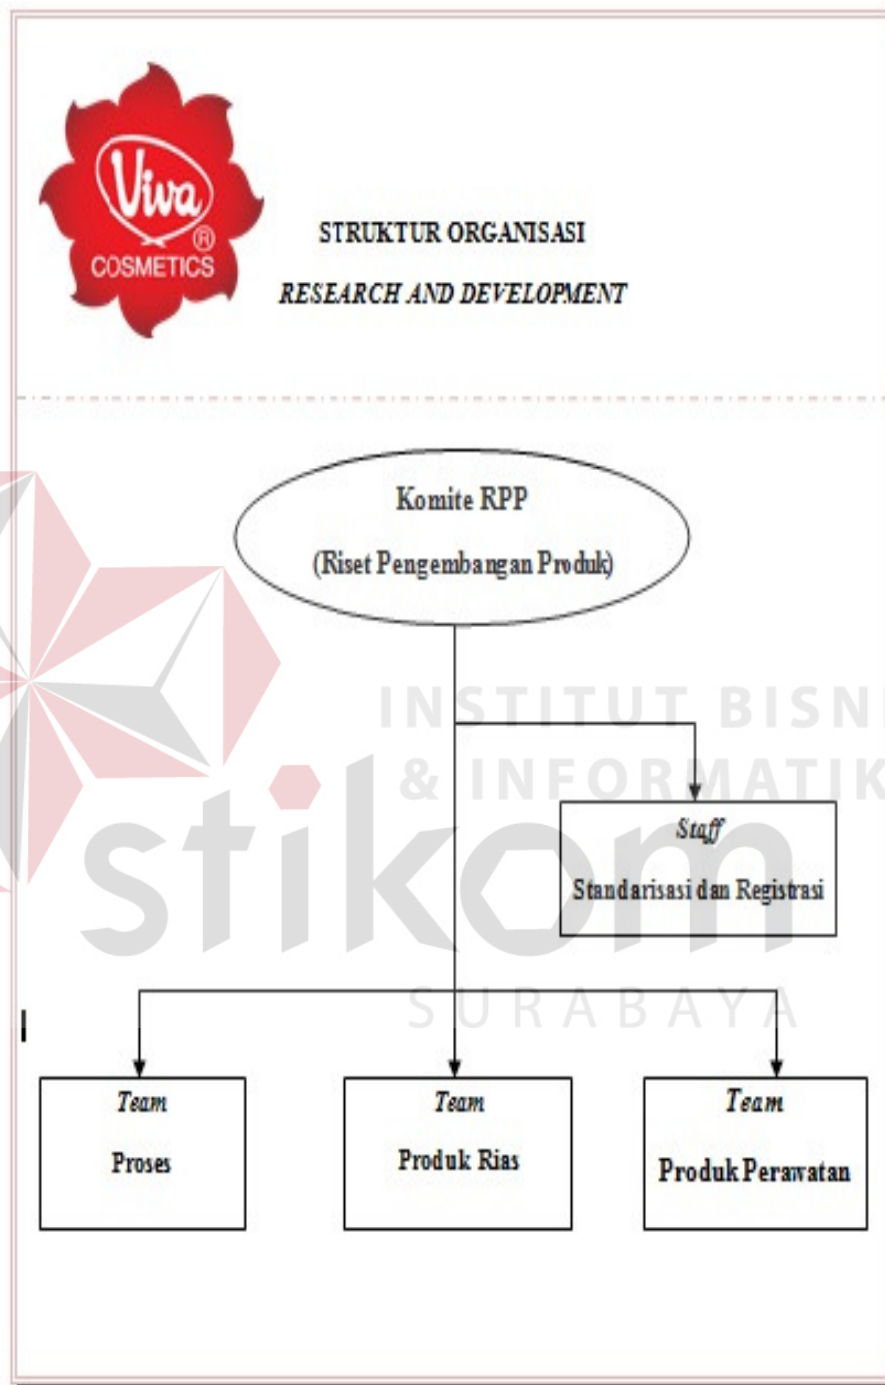 Viva
®
COSMETICS
STRUKTUR ORGANISASI
RESEARCH AND DEVELOPMENT
Komite RPP
(Riset Pengembangan Produk)
INSTITUT BISNI
& INFORMATIK
stikom
SURABAYA
Staff
Standarisasi dan Registrasi
Team
Proses
Team
Produk Rias
Team
Produk Perawatan